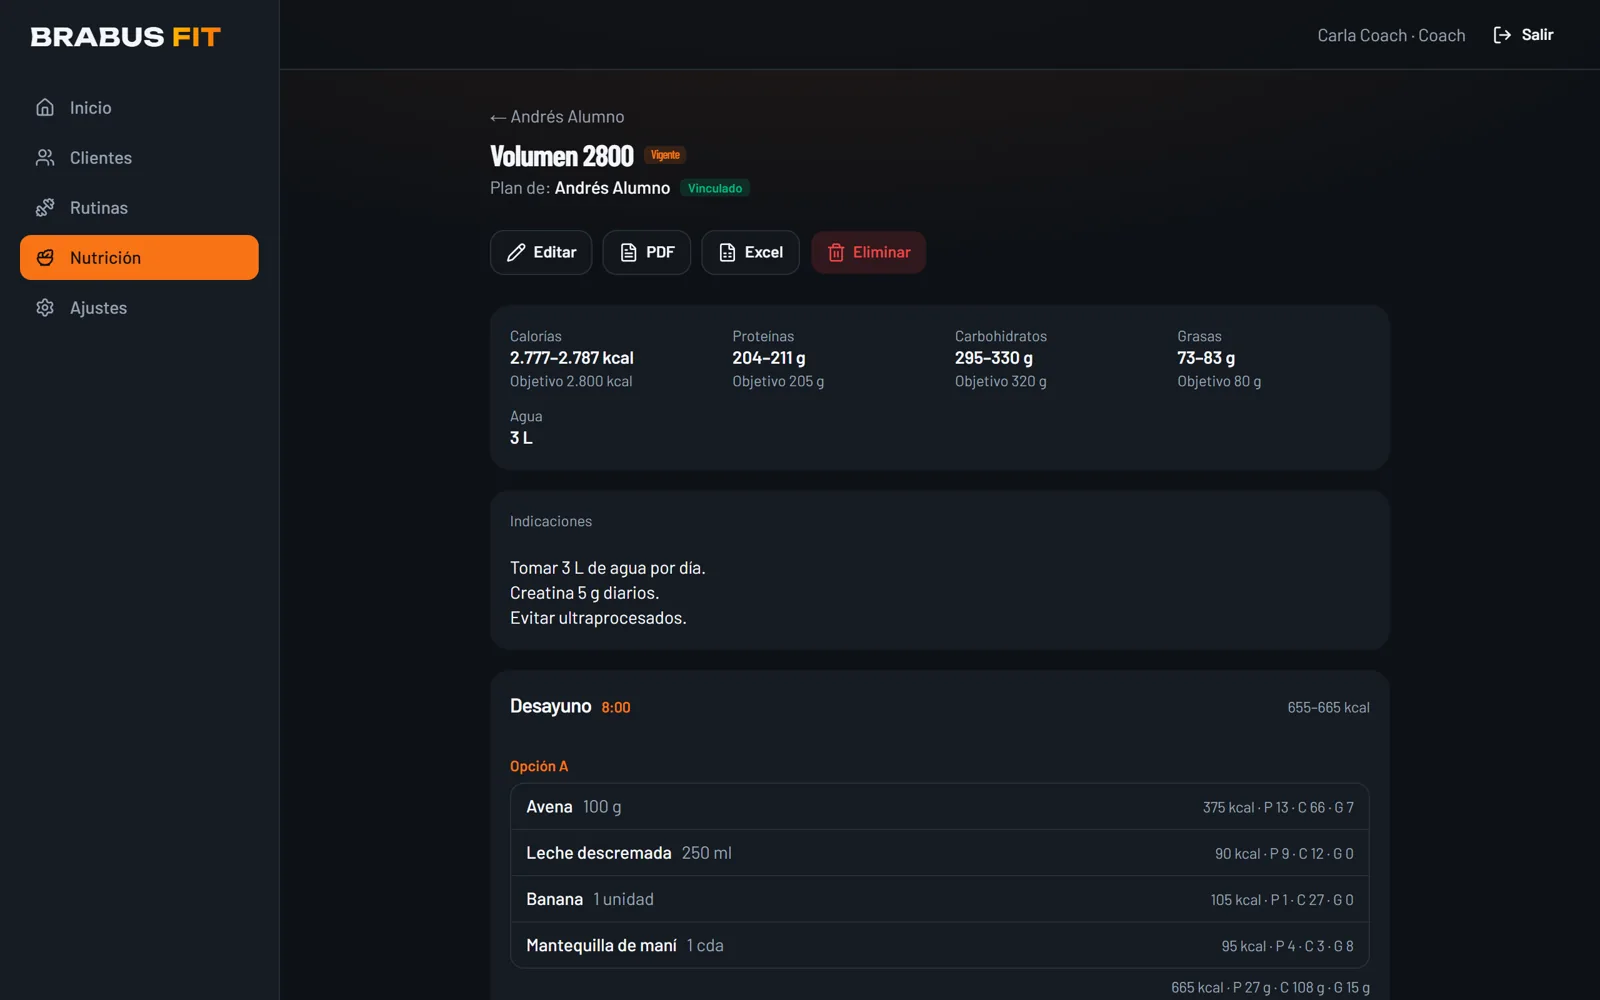 BRABUS FIT
Carla Coach · Coach
Salir
Inicio
Clientes
Rutinas
Nutrición
Ajustes
← Andrés Alumno
Volumen 2800 Vigente
Plan de: Andrés Alumno Vinculado
Editar PDF Excel Eliminar
Calorías Proteínas Carbohidratos Grasas
2.777–2.787 kcal 204–211 g 295–330 g 73–83 g
Objetivo 2.800 kcal Objetivo 205 g Objetivo 320 g Objetivo 80 g
Agua
3 L
Indicaciones
Tomar 3 L de agua por día.
Creatina 5 g diarios.
Evitar ultraprocesados.
Desayuno 8:00 655–665 kcal
Opción A
Avena 100 g 375 kcal · P 13 · C 66 · G 7
Leche descremada 250 ml 90 kcal · P 9 · C 12 · G 0
Banana 1 unidad 105 kcal · P 1 · C 27 · G 0
Mantequilla de maní 1 cda 95 kcal · P 4 · C 3 · G 8
665 kcal · P 27 g · C 108 g · G 15 g